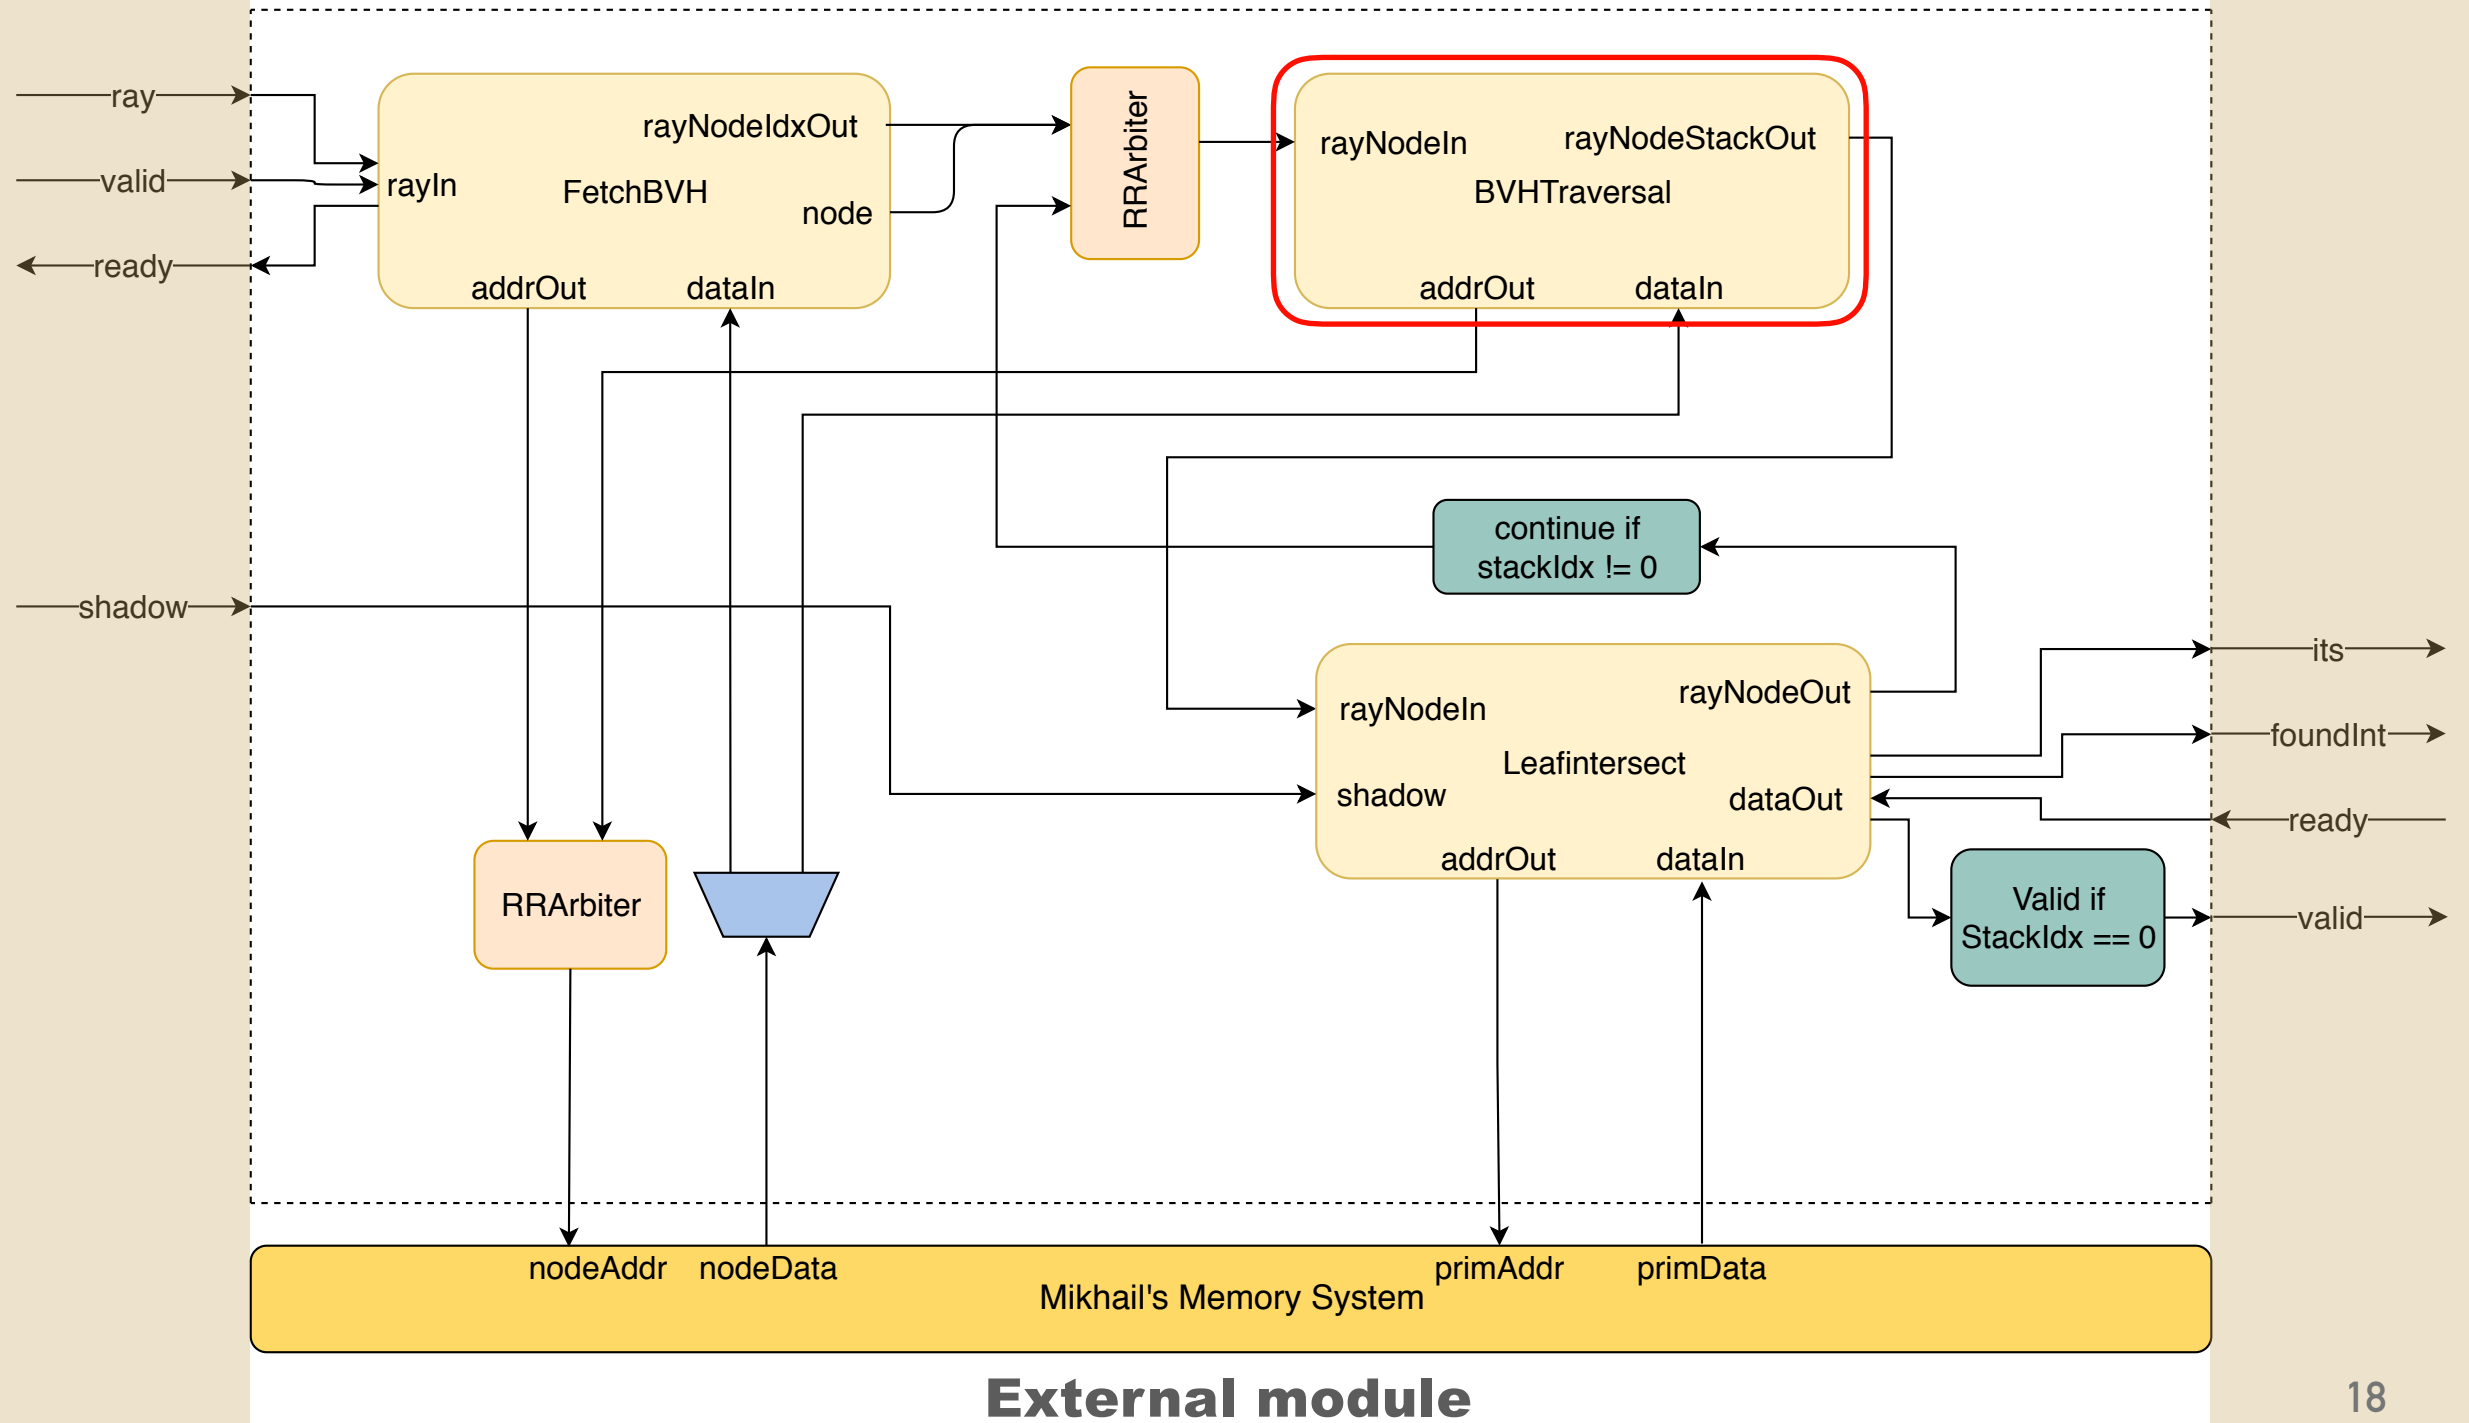 ray
valid
ready
shadow
rayNodeIdxOut
rayIn
FetchBVH
node
addrOut
dataIn
RRArbiter
rayNodeIn
rayNodeStackOut
BVHTraversal
addrOut
dataIn
continue if
stackIdx != 0
rayNodeOut
rayNodeIn
Leafintersect
shadow
dataOut
addrOut
dataIn
its
foundInt
ready
valid
Valid if
StackIdx == 0
RRArbiter
nodeAddr
nodeData
primAddr
primData
Mikhail's Memory System
External module
18